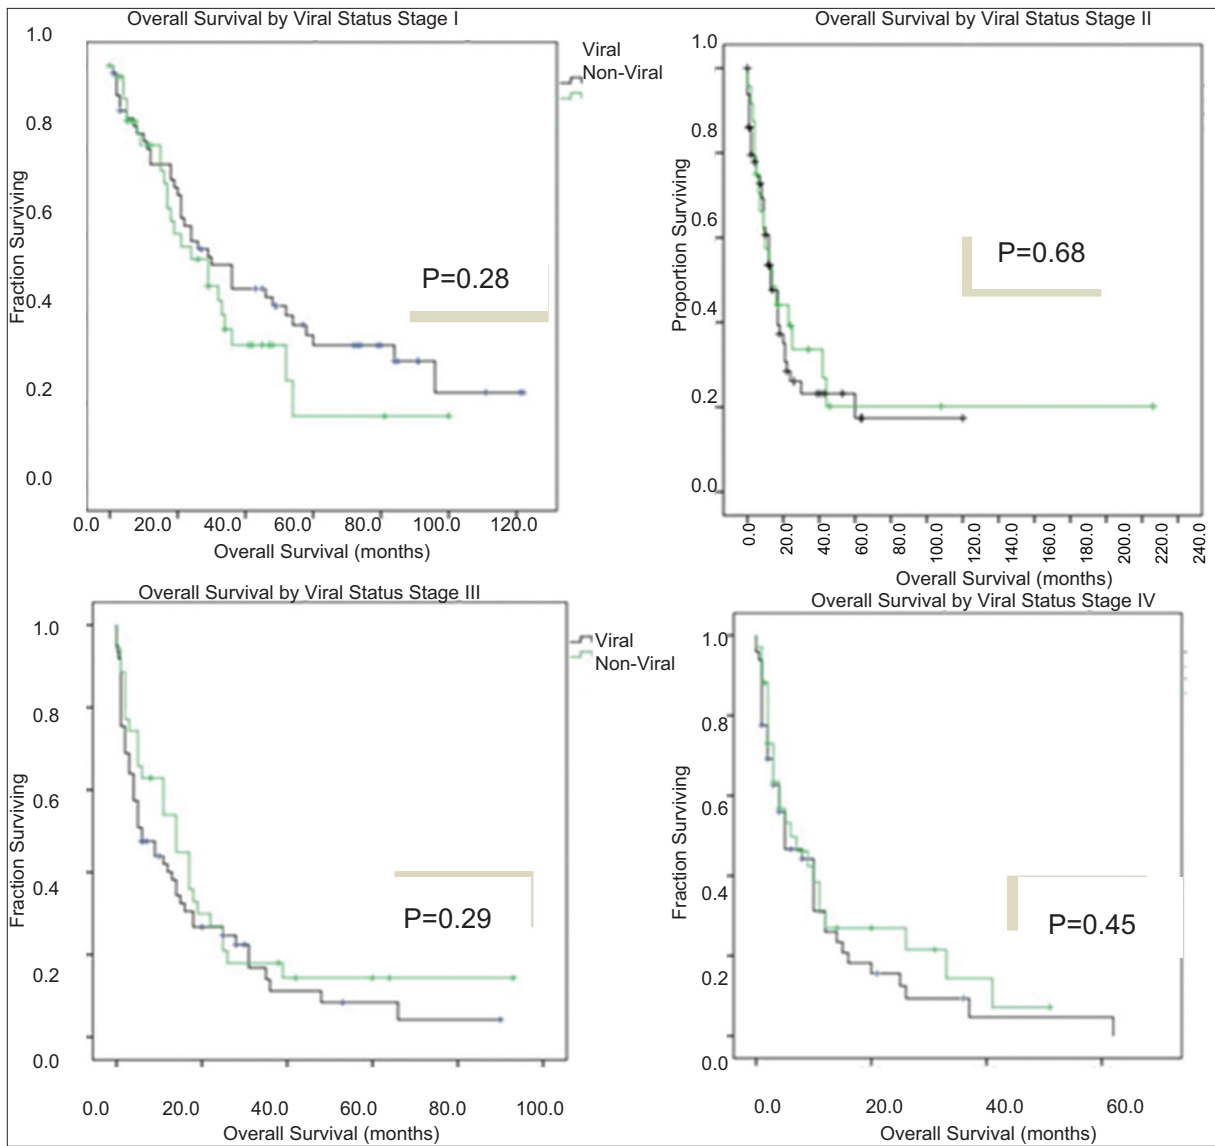 Overall Survival by Viral Status Stage I
1.0
0.8
0.6
0.4
0.2
0.0
Fraction Surviving
Viral
Non-Viral
P=0.28
0.0 20.0 40.0 60.0 80.0 100.0 120.0
Overall Survival (months)
Overall Survival by Viral Status Stage II
1.0
0.8
0.6
0.4
0.2
0.0
Proportion Surviving
P=0.68
0.0 20.0 40.0 60.0 80.0 100.0 120.0 140.0 160.0 180.0 200.0 220.0 240.0
Overall Survival (months)
Overall Survival by Viral Status Stage III
1.0
0.8
0.6
0.4
0.2
0.0
Fraction Surviving
Viral
Non-Viral
P=0.29
0.0 20.0 40.0 60.0 80.0 100.0
Overall Survival (months)
Overall Survival by Viral Status Stage IV
1.0
0.8
0.6
0.4
0.2
0.0
Fraction Surviving
P=0.45
0.0 20.0 40.0 60.0
Overall Survival (months)